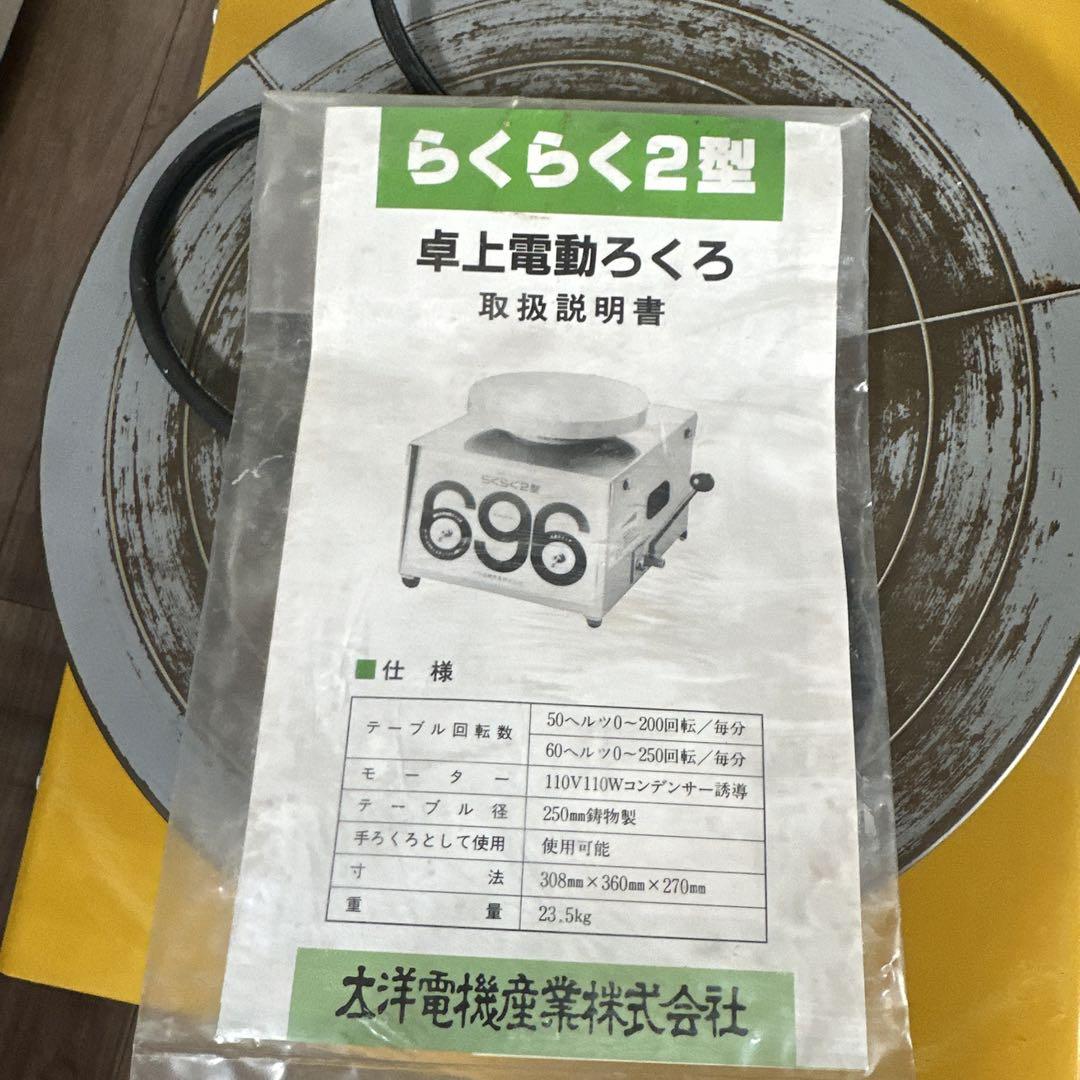 らくらく2型
卓上電動ろくろ
取扱説明書
らくらく2型
696
■仕様
テーブル回転数 50ヘルツ0～200回転／毎分
60ヘルツ0～250回転／毎分
モーター 110V110Wコンデンサー誘導
テーブル径 250mm鋳物製
手ろくろとして使用 使用可能
寸法 308mm×360mm×270mm
重量 23.5kg
太洋電機産業株式会社